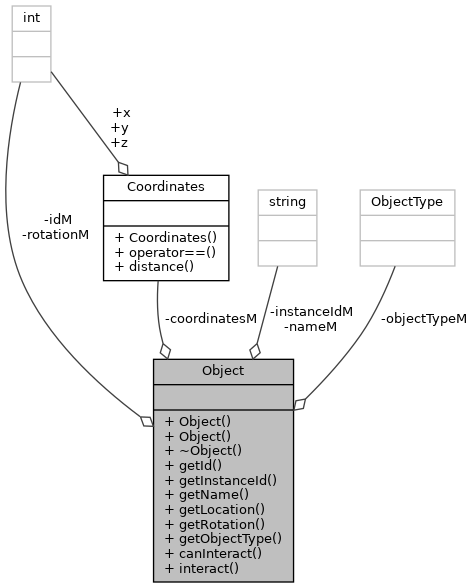 int
+x
+y
+z
Coordinates
+ Coordinates()
+ operator==()
+ distance()
string
ObjectType
-idM
-rotationM
-coordinatesM
-instanceIdM
-nameM
-objectTypeM
Object
+ Object()
+ Object()
+ ~Object()
+ getId()
+ getInstanceId()
+ getName()
+ getLocation()
+ getRotation()
+ getObjectType()
+ canInteract()
+ interact()